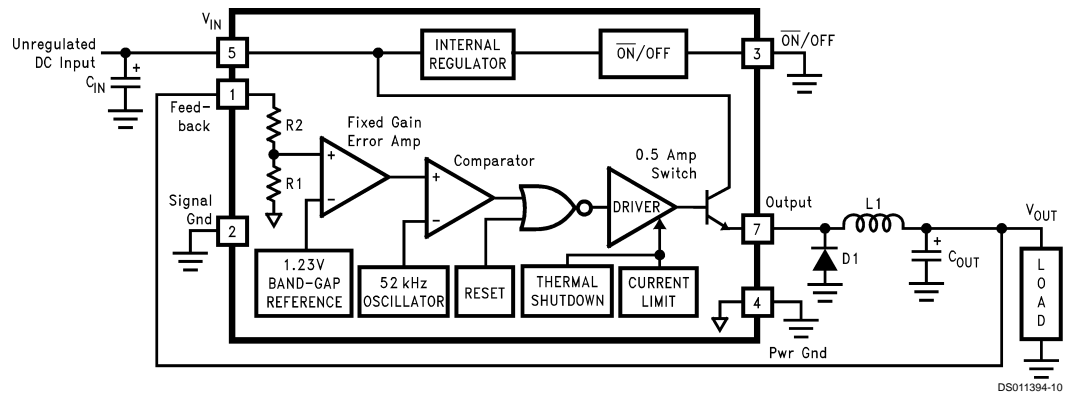 V_IN
Unregulated
DC Input
+
C_IN
5
INTERNAL
REGULATOR
O̅N̅/OFF
3
O̅N̅/OFF
1
Feed-
back
R2
R1
Fixed Gain
Error Amp
+
−
Comparator
+
−
0.5 Amp
Switch
DRIVER
Signal
Gnd
2
1.23V
BAND-GAP
REFERENCE
52 kHz
OSCILLATOR
RESET
THERMAL
SHUTDOWN
CURRENT
LIMIT
Output
7
4
Pwr Gnd
L1
D1
+
C_OUT
V_OUT
LOAD
DS011394-10